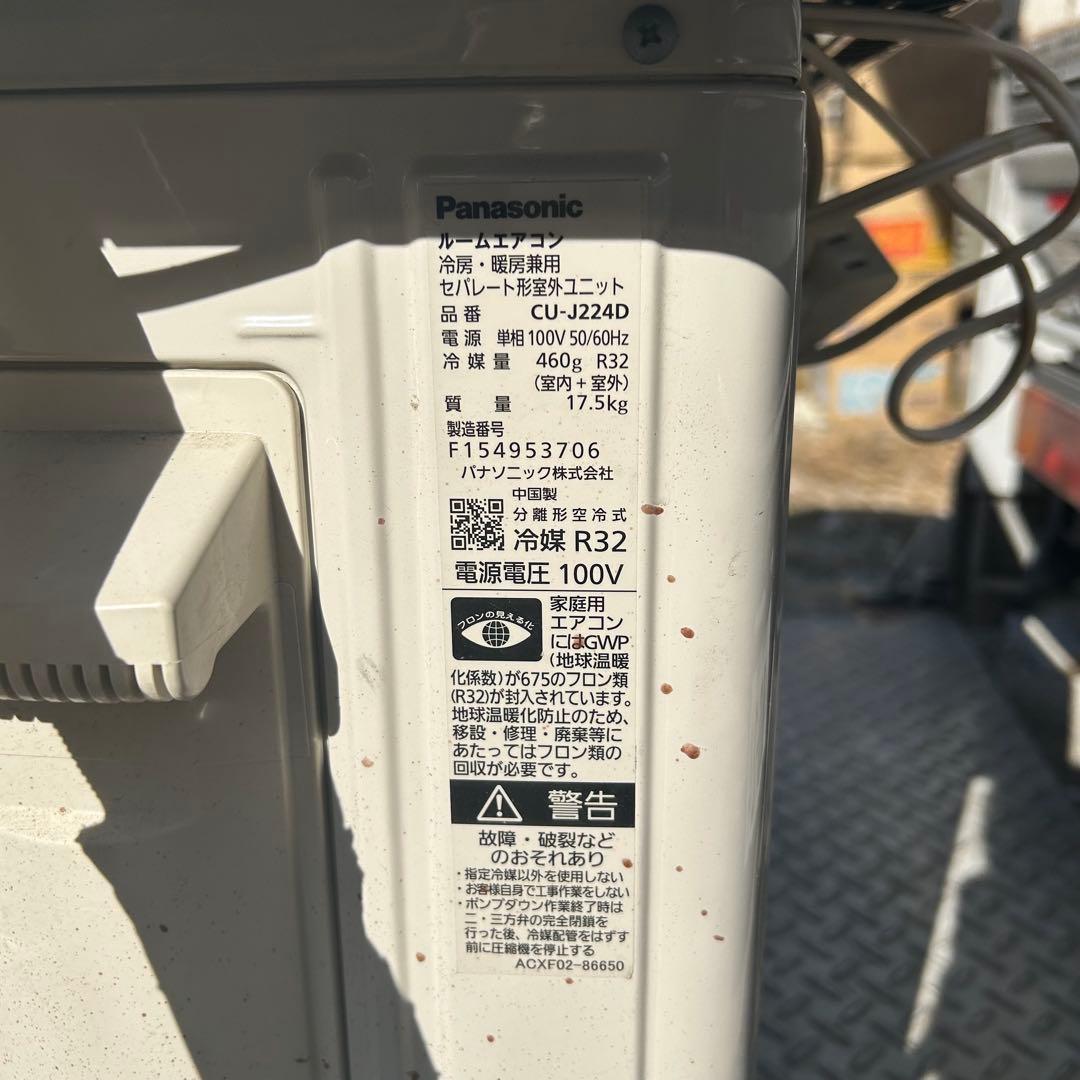 Panasonic
ルームエアコン
冷房・暖房兼用
セパレート形室外ユニット
品番 CU-J224D
電源 単相100V 50/60Hz
冷媒量 460g R32
(室内+室外)
質量 17.5kg
製造番号
F154953706
パナソニック株式会社
中国製
分離形空冷式
冷媒 R32
電源電圧 100V
フロンの見える化
家庭用
エアコン
にはGWP
(地球温暖
化係数)が675のフロン類
(R32)が封入されています。
地球温暖化防止のため、
移設・修理・廃棄等に
あたってはフロン類の
回収が必要です。
警告
故障・破裂など
のおそれあり
・指定冷媒以外を使用しない
・お客様自身で工事作業をしない
・ポンプダウン作業終了時は
二・三方弁の完全閉鎖を
行った後、冷媒配管をはずす
前に圧縮機を停止する
ACXF02-86650